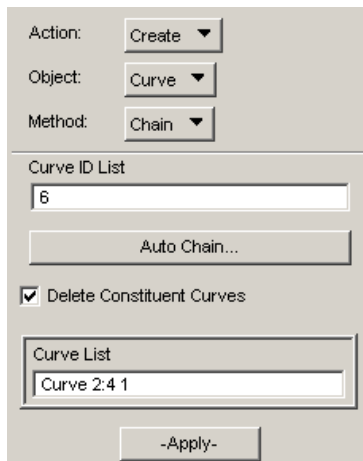 Action: Create
Object: Curve
Method: Chain
Curve ID List
6
Auto Chain...
Delete Constituent Curves
Curve List
Curve 2:4 1
-Apply-